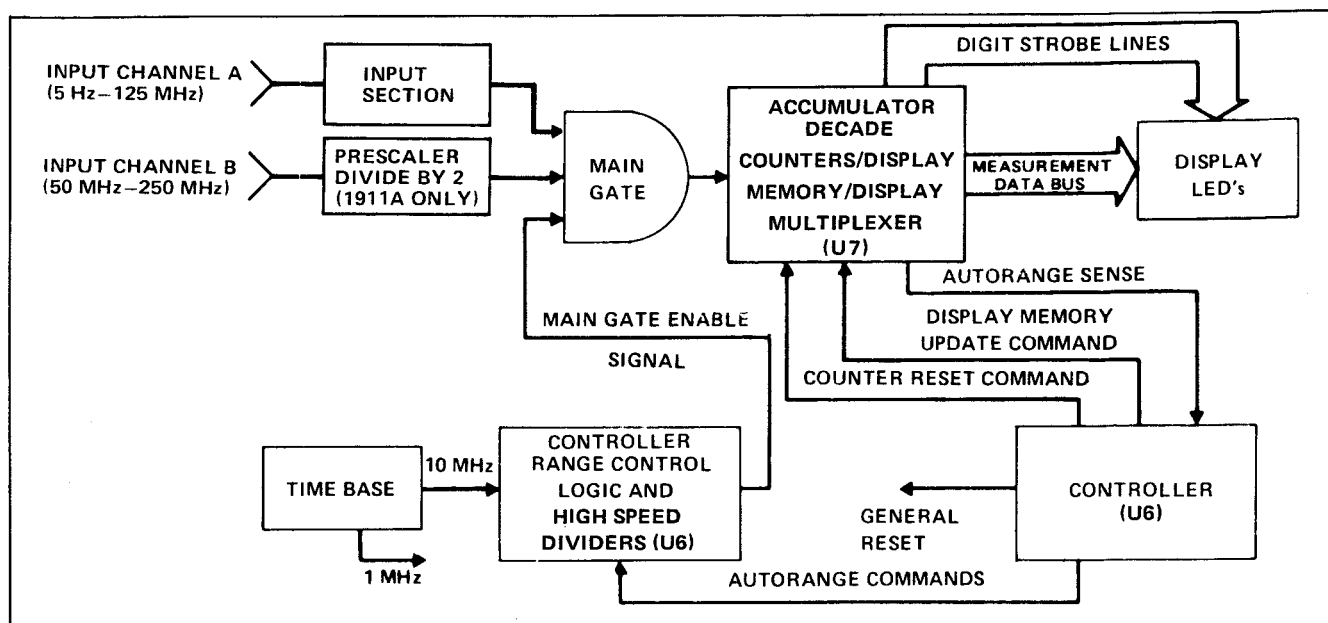 INPUT CHANNEL A
(5 Hz–125 MHz)
INPUT
SECTION
INPUT CHANNEL B
(50 MHz–250 MHz)
PRESCALER
DIVIDE BY 2
(1911A ONLY)
MAIN
GATE
ACCUMULATOR
DECADE
COUNTERS/DISPLAY
MEMORY/DISPLAY
MULTIPLEXER
(U7)
DIGIT STROBE LINES
MEASUREMENT
DATA BUS
DISPLAY
LED's
AUTORANGE SENSE
DISPLAY MEMORY
UPDATE COMMAND
COUNTER RESET COMMAND
MAIN GATE ENABLE
SIGNAL
TIME BASE
10 MHz
1 MHz
CONTROLLER
RANGE CONTROL
LOGIC AND
HIGH SPEED
DIVIDERS (U6)
GENERAL
RESET
CONTROLLER
(U6)
AUTORANGE COMMANDS